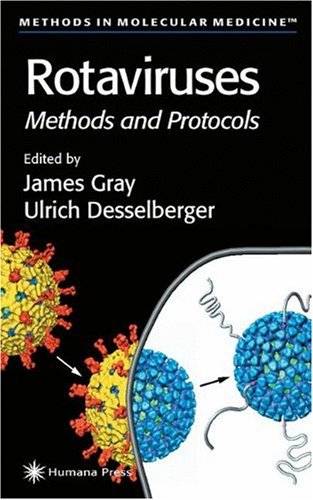 METHODS IN MOLECULAR MEDICINE™
Rotaviruses
Methods and Protocols
Edited by
James Gray
Ulrich Desselberger
Humana Press